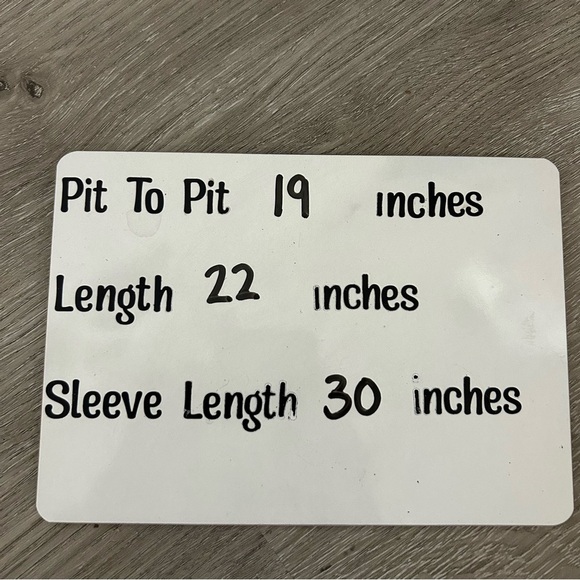 Pit To Pit 19 inches
Length 22 inches
Sleeve Length 30 inches